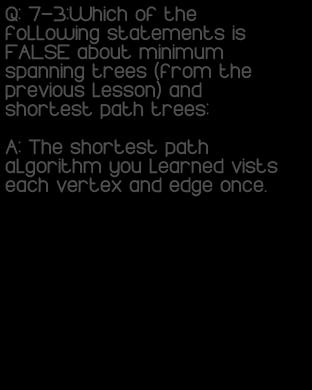 Q: 7-3:Which of the
following statements is
FALSE about minimum
spanning trees (from the
previous Lesson) and
shortest path trees:
A: The shortest path
algorithm you Learned vists
each vertex and edge once.